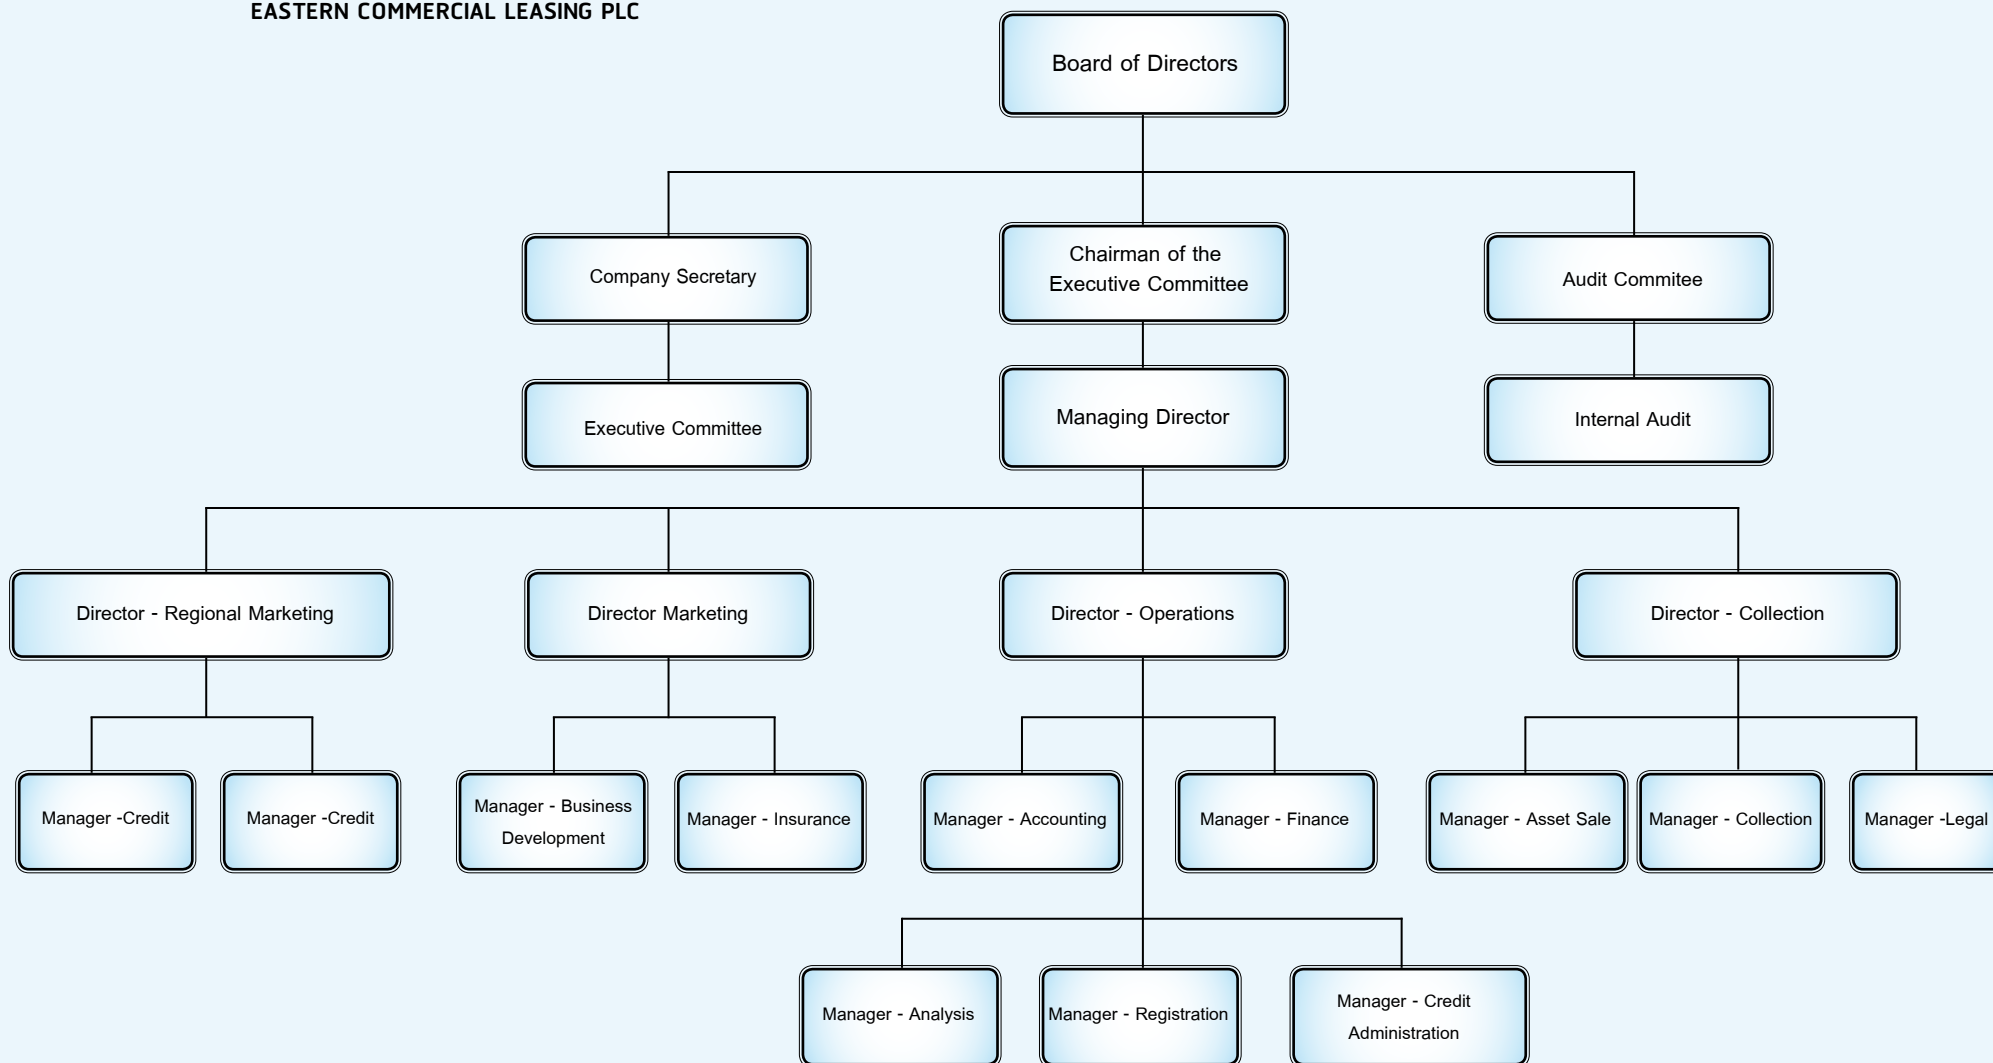 EASTERN COMMERCIAL LEASING PLC
Board of Directors
Company Secretary
Chairman of the
Executive Committee
Audit Commitee
Executive Committee
Managing Director
Internal Audit
Director - Regional Marketing
Director Marketing
Director - Operations
Director - Collection
Manager -Credit
Manager -Credit
Manager - Business
Development
Manager - Insurance
Manager - Accounting
Manager - Finance
Manager - Asset Sale
Manager - Collection
Manager -Legal
Manager - Analysis
Manager - Registration
Manager - Credit
Administration